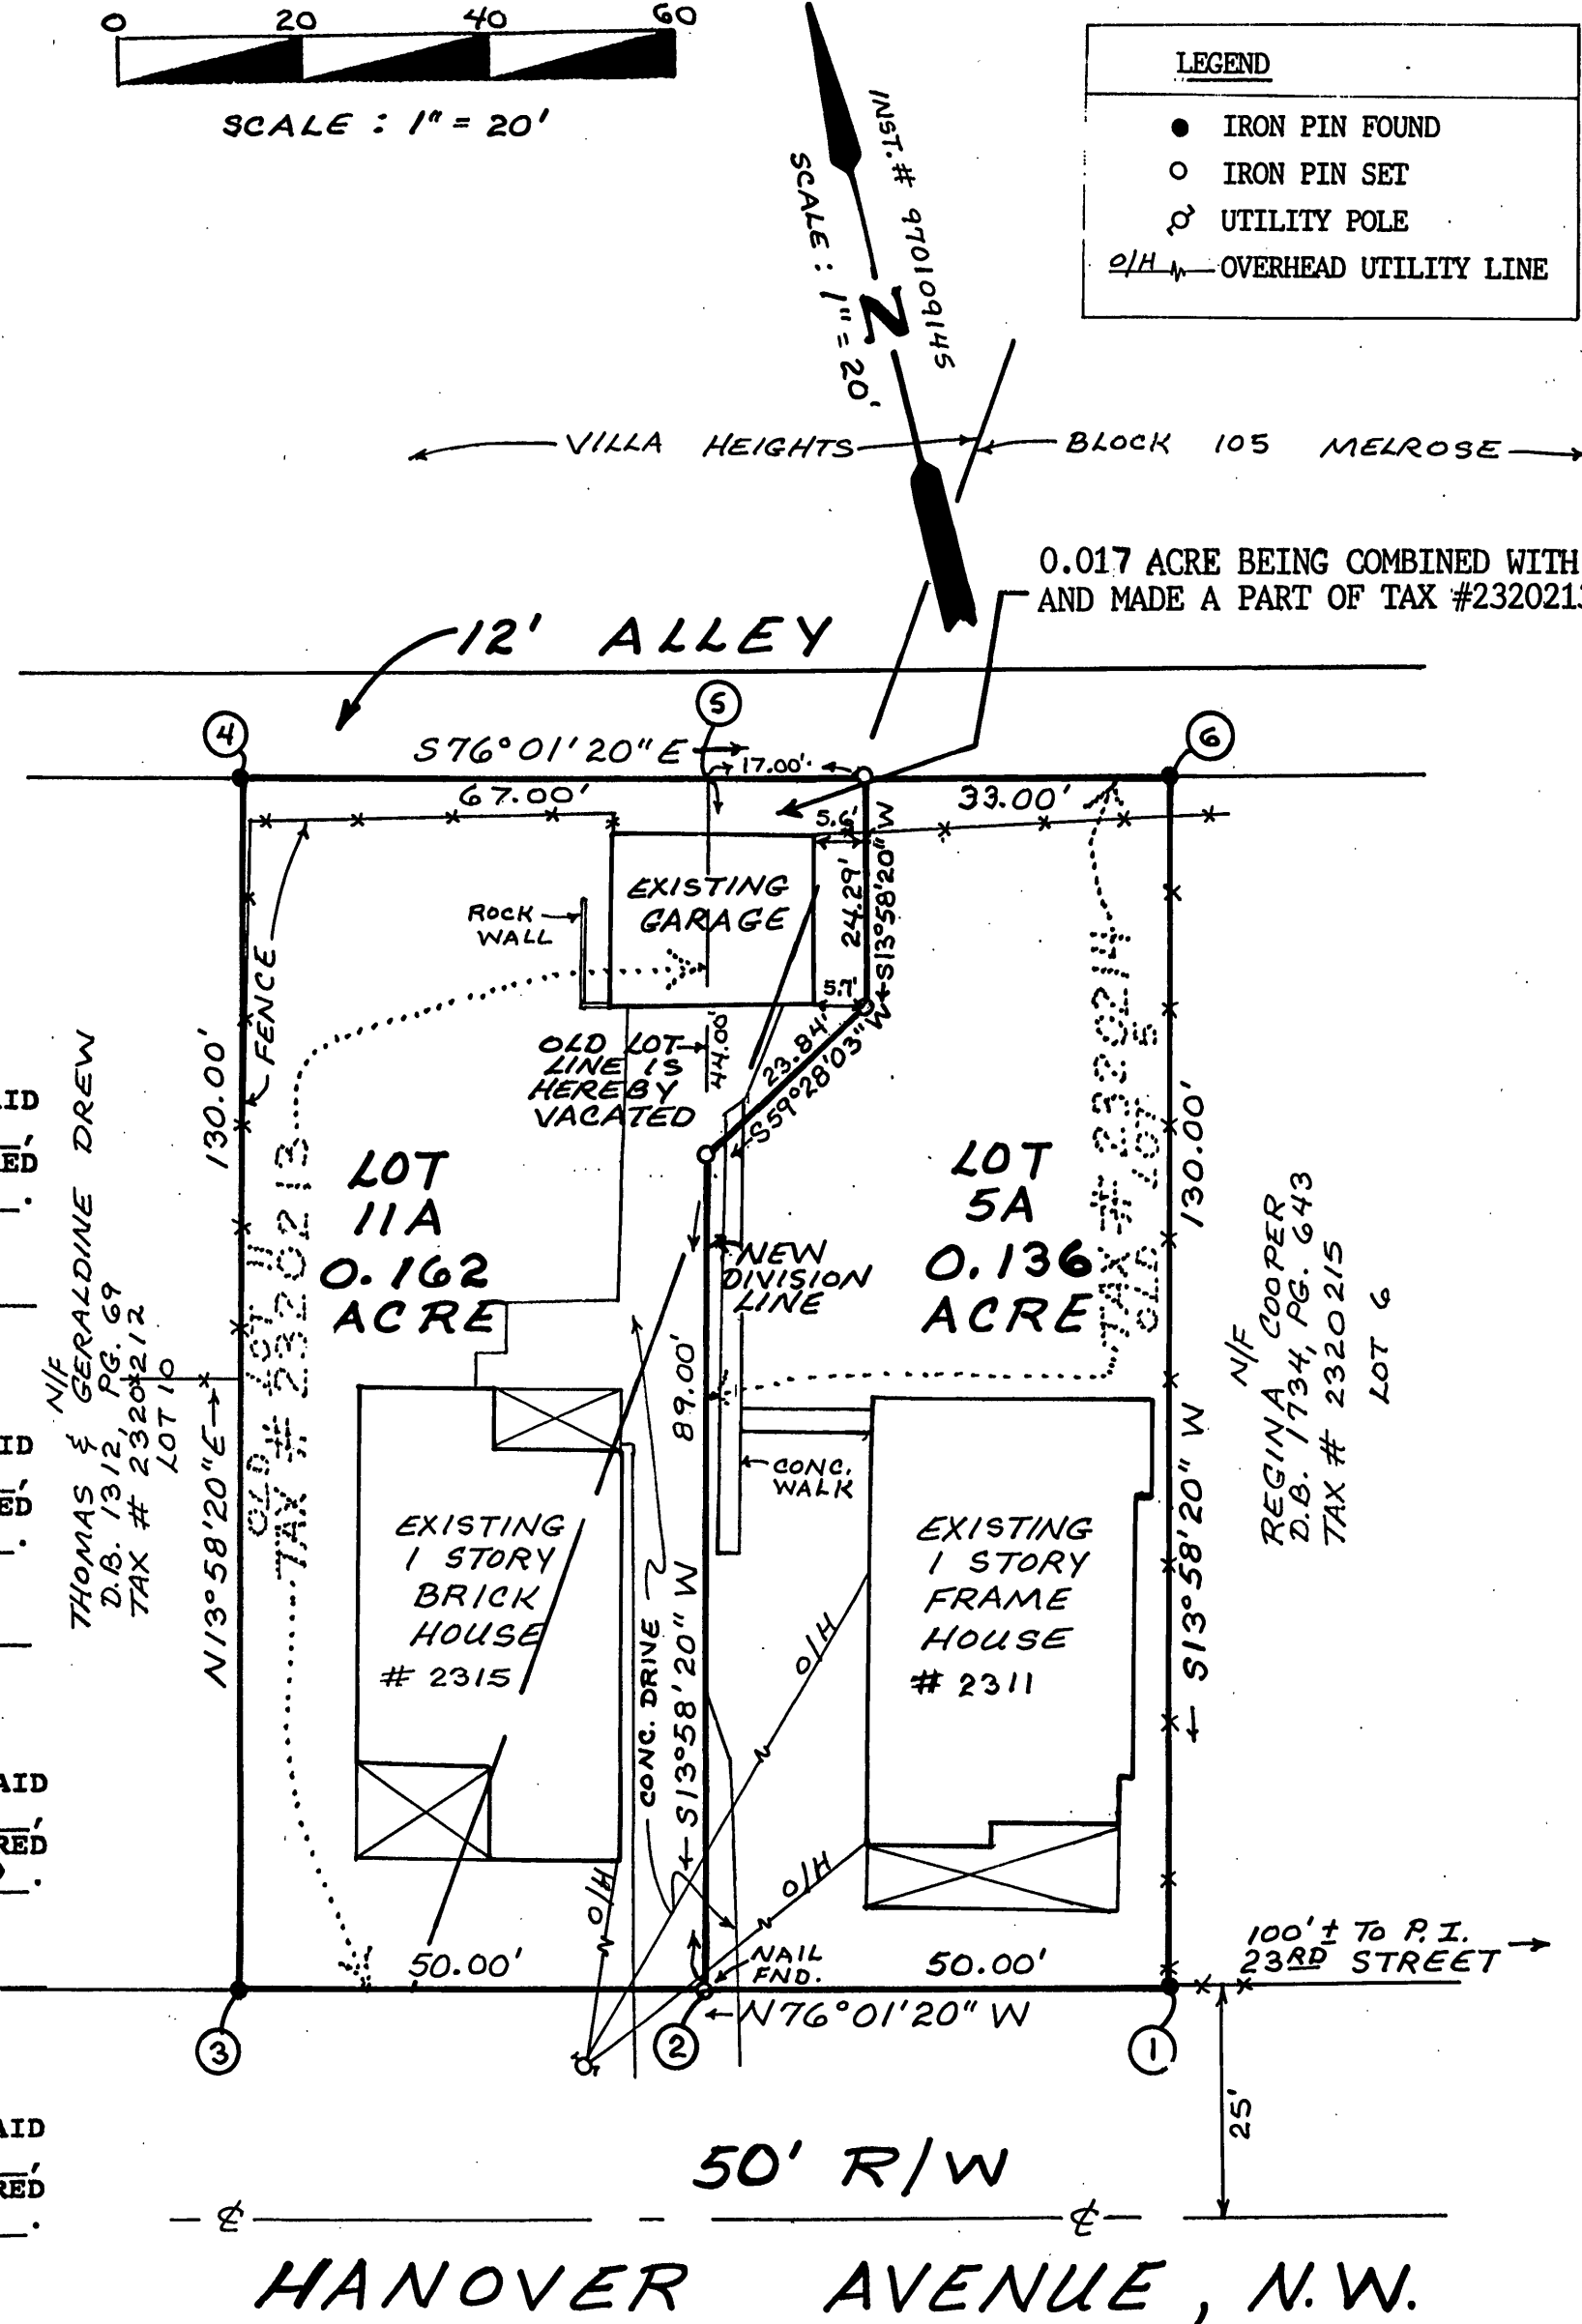 0 20 40 60
SCALE : 1" = 20'
LEGEND
IRON PIN FOUND
IRON PIN SET
UTILITY POLE
O/H OVERHEAD UTILITY LINE
INST.# 970109145
SCALE : 1" = 20'
N
VILLA HEIGHTS
BLOCK 105 MELROSE
0.017 ACRE BEING COMBINED WITH
AND MADE A PART OF TAX #232021
12' ALLEY
4
5
6
S76°01'20"E
17.00'
67.00'
33.00'
5.6'
24.29'
S13°58'20"W
EXISTING
GARAGE
ROCK
WALL
FENCE
5.7'
OLD LOT
LINE IS
HEREBY
VACATED
44.00'
23.84'
S59°28'03"W
130.00'
N13°58'20"E
OLD LOT 11
TAX # 2320213
THOMAS & GERALDINE DREW
N/F
D.B. 1312, PG. 69
TAX # 2320212
LOT 10
LOT
11A
0.162
ACRE
LOT
5A
0.136
ACRE
NEW
DIVISION
LINE
TAX # 2320214
OLD LOT 5
130.00'
S13°58'20" W
N/F
REGINA COOPER
D.B. 1734, PG. 643
TAX # 2320215
LOT 6
89.00'
S13°58'20" W
CONC.
WALK
EXISTING
1 STORY
BRICK
HOUSE
# 2315
CONC. DRIVE
EXISTING
1 STORY
FRAME
HOUSE
# 2311
O/H
O/H
O/H
50.00'
NAIL
FND.
50.00'
N76°01'20" W
100'± TO P.I.
23RD STREET
3
2
1
25'
50' R/W
HANOVER AVENUE, N.W.